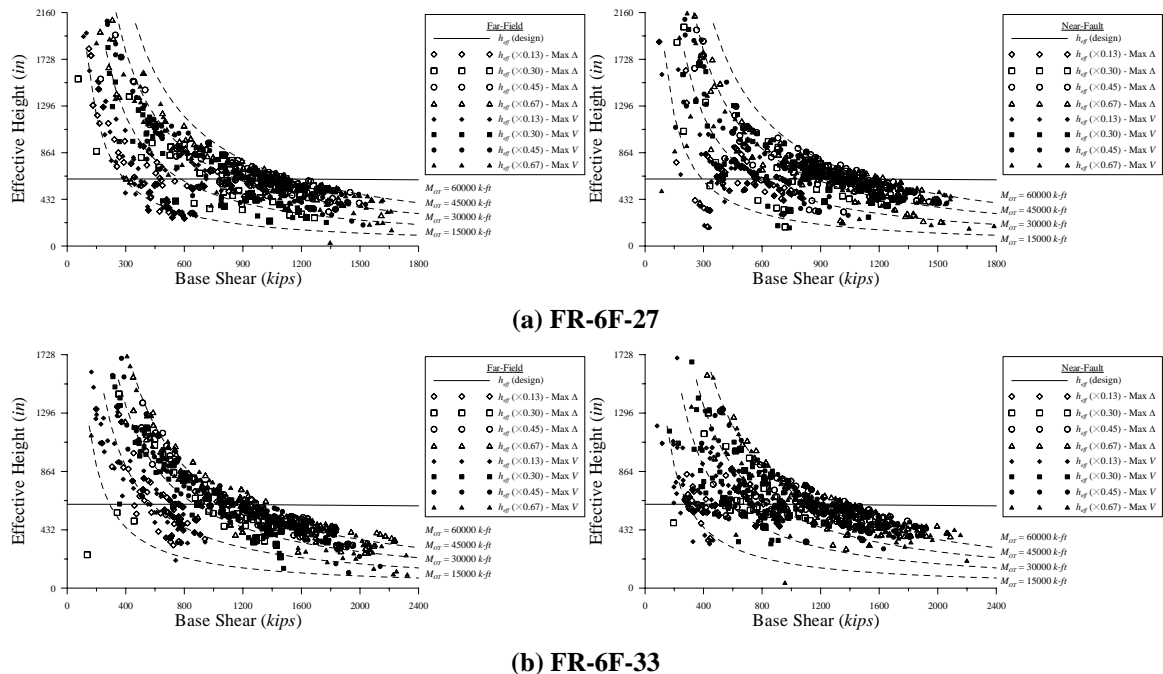 2160
1728
1296
864
432
0
Effective Height (in)
0 300 600 900 1200 1500 1800
Base Shear (kips)
M_OT = 60000 k-ft
M_OT = 45000 k-ft
M_OT = 30000 k-ft
M_OT = 15000 k-ft
Far-Field
h_eff (design)
h_eff (×0.13) - Max Δ
h_eff (×0.30) - Max Δ
h_eff (×0.45) - Max Δ
h_eff (×0.67) - Max Δ
h_eff (×0.13) - Max V
h_eff (×0.30) - Max V
h_eff (×0.45) - Max V
h_eff (×0.67) - Max V
2160
1728
1296
864
432
0
Effective Height (in)
0 300 600 900 1200 1500 1800
Base Shear (kips)
M_OT = 60000 k-ft
M_OT = 45000 k-ft
M_OT = 30000 k-ft
M_OT = 15000 k-ft
Near-Fault
h_eff (design)
h_eff (×0.13) - Max Δ
h_eff (×0.30) - Max Δ
h_eff (×0.45) - Max Δ
h_eff (×0.67) - Max Δ
h_eff (×0.13) - Max V
h_eff (×0.30) - Max V
h_eff (×0.45) - Max V
h_eff (×0.67) - Max V
(a) FR-6F-27
1728
1296
864
432
0
Effective Height (in)
0 400 800 1200 1600 2000 2400
Base Shear (kips)
M_OT = 60000 k-ft
M_OT = 45000 k-ft
M_OT = 30000 k-ft
M_OT = 15000 k-ft
Far-Field
h_eff (design)
h_eff (×0.13) - Max Δ
h_eff (×0.30) - Max Δ
h_eff (×0.45) - Max Δ
h_eff (×0.67) - Max Δ
h_eff (×0.13) - Max V
h_eff (×0.30) - Max V
h_eff (×0.45) - Max V
h_eff (×0.67) - Max V
1728
1296
864
432
0
Effective Height (in)
0 400 800 1200 1600 2000 2400
Base Shear (kips)
M_OT = 60000 k-ft
M_OT = 45000 k-ft
M_OT = 30000 k-ft
M_OT = 15000 k-ft
Near-Fault
h_eff (design)
h_eff (×0.13) - Max Δ
h_eff (×0.30) - Max Δ
h_eff (×0.45) - Max Δ
h_eff (×0.67) - Max Δ
h_eff (×0.13) - Max V
h_eff (×0.30) - Max V
h_eff (×0.45) - Max V
h_eff (×0.67) - Max V
(b) FR-6F-33